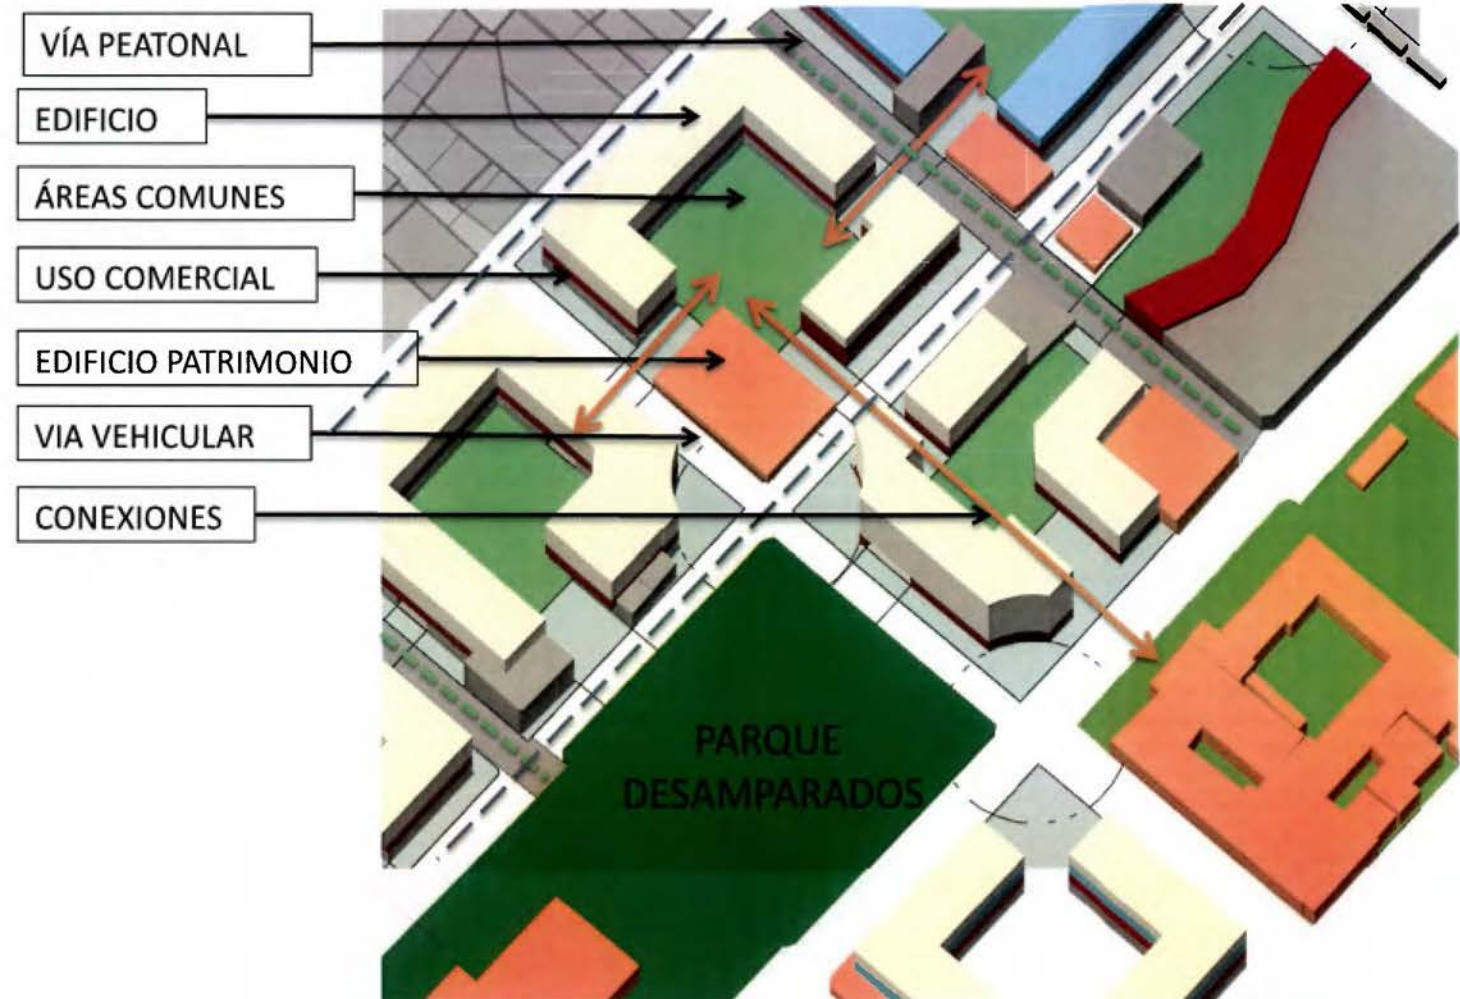 VÍA PEATONAL
EDIFICIO
ÁREAS COMUNES
USO COMERCIAL
EDIFICIO PATRIMONIO
VIA VEHICULAR
CONEXIONES
PARQUE
DESAMPARADOS